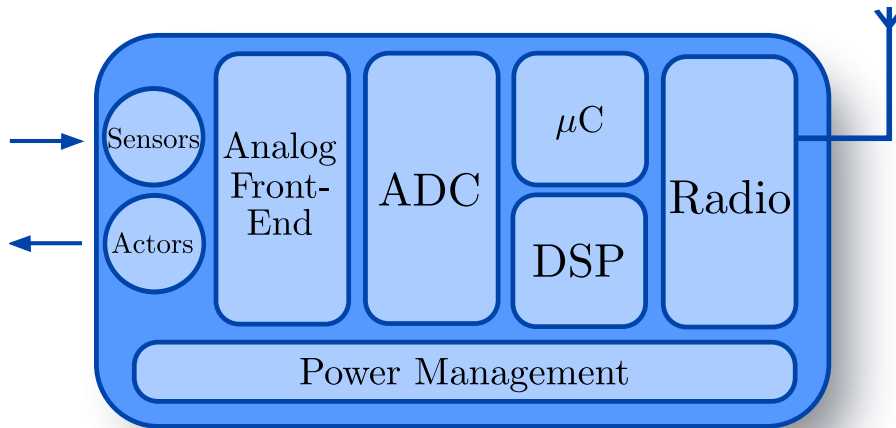 Sensors
Actors
Analog
Front-
End
ADC
μC
DSP
Radio
Power Management